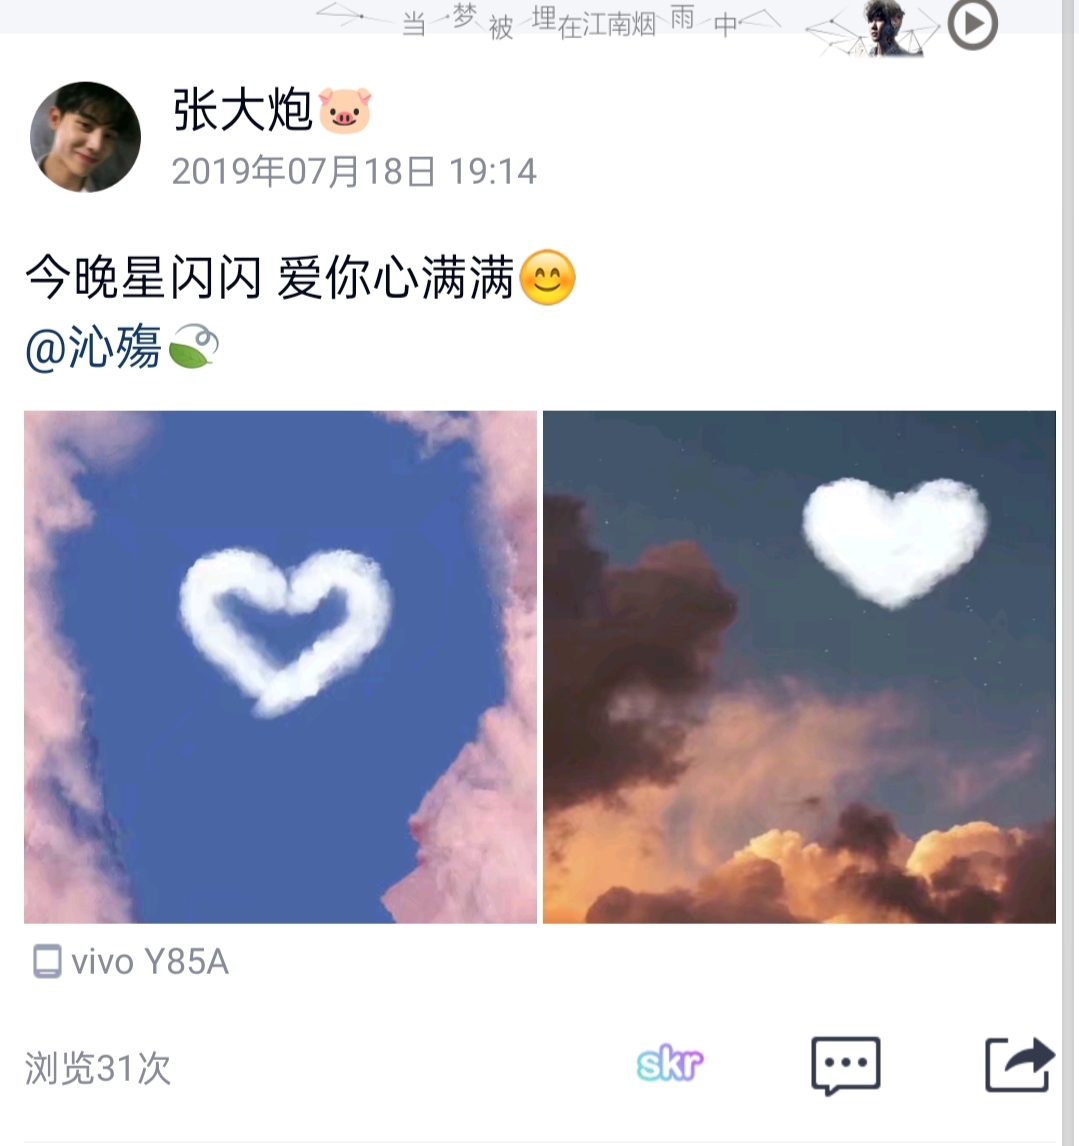 当梦被埋在江南烟雨中
张大炮🐷
2019年07月18日 19:14
今晚星闪闪 爱你心满满😊
@沁殤🍃
vivo Y85A
浏览31次
skr